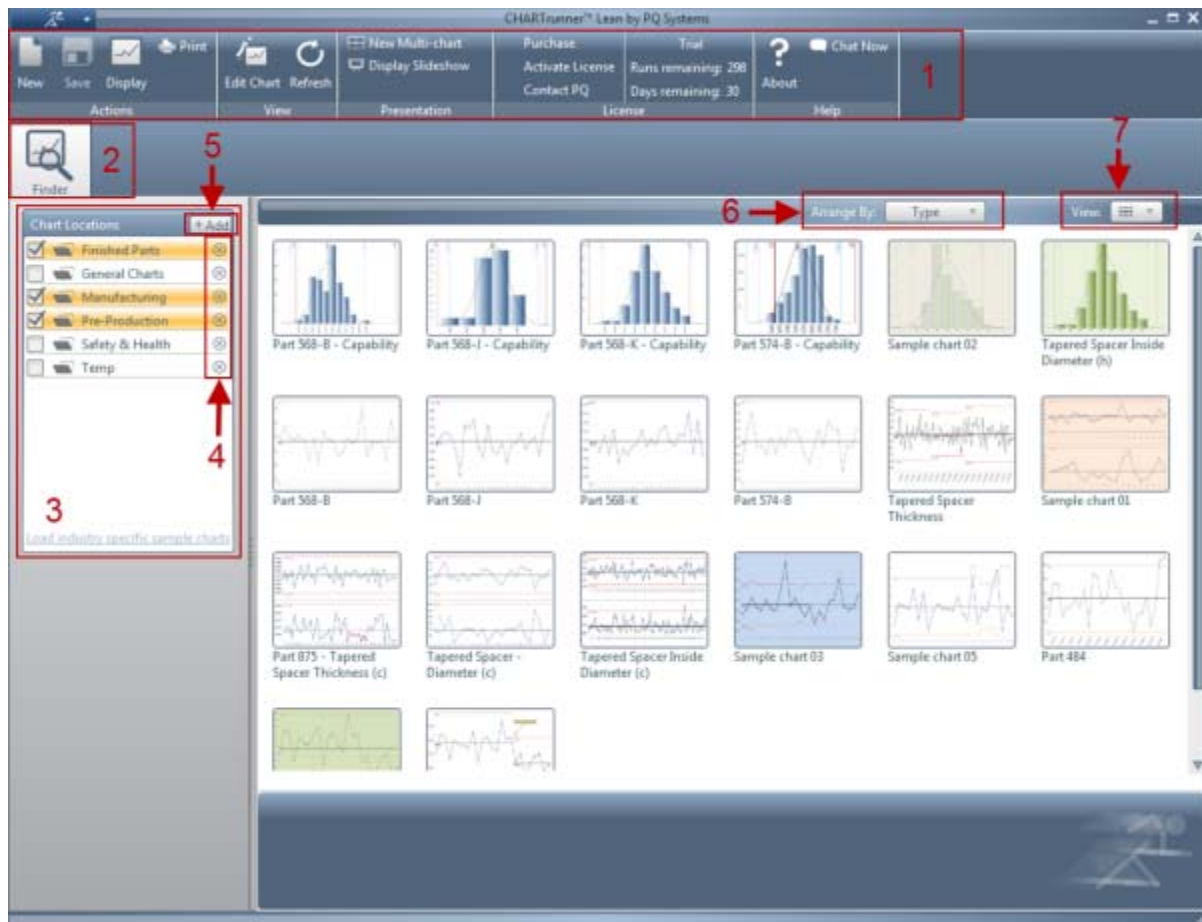 CHARTrunner™ Lean by PQ Systems
New
Save
Display
Print
Actions
Edit Chart
Refresh
View
New Multi-chart
Display Slideshow
Presentation
Purchase
Activate License
Contact PQ
Trial
Runs remaining: 298
Days remaining: 30
License
?
About
Chat Now
Help
1
Finder
2
5
7
Chart Locations
+ Add
Finished Parts
General Charts
Manufacturing
Pre-Production
Safety & Health
Temp
4
3
Load industry specific sample charts
6
Arrange By: Type
View:
Part 568-B - Capability
Part 568-J - Capability
Part 568-K - Capability
Part 574-B - Capability
Sample chart 02
Tapered Spacer Inside
Diameter (h)
Part 568-B
Part 568-J
Part 568-K
Part 574-B
Tapered Spacer
Thickness
Sample chart 01
Part 875 - Tapered
Spacer Thickness (c)
Tapered Spacer -
Diameter (c)
Tapered Spacer Inside
Diameter (c)
Sample chart 03
Sample chart 05
Part 484